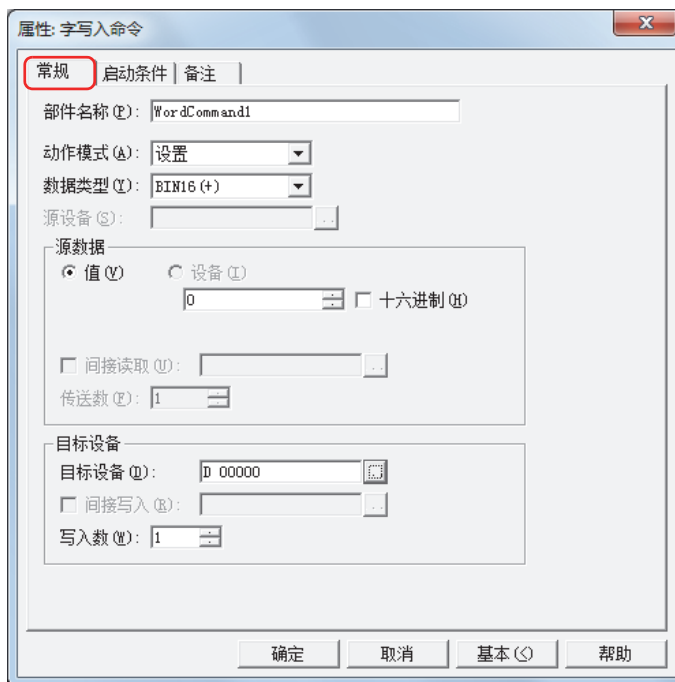 属性: 字写入命令
常规 启动条件 备注
部件名称(P): WordCommand1
动作模式(A): 设置
数据类型(Y): BIN16(+)
源设备(S): ..
源数据
值(V) 设备(I)
0 十六进制(H)
间接读取(U): ..
传送数(F): 1
目标设备
目标设备(D): D 00000
间接写入(R): ..
写入数(W): 1
确定 取消 基本(<) 帮助